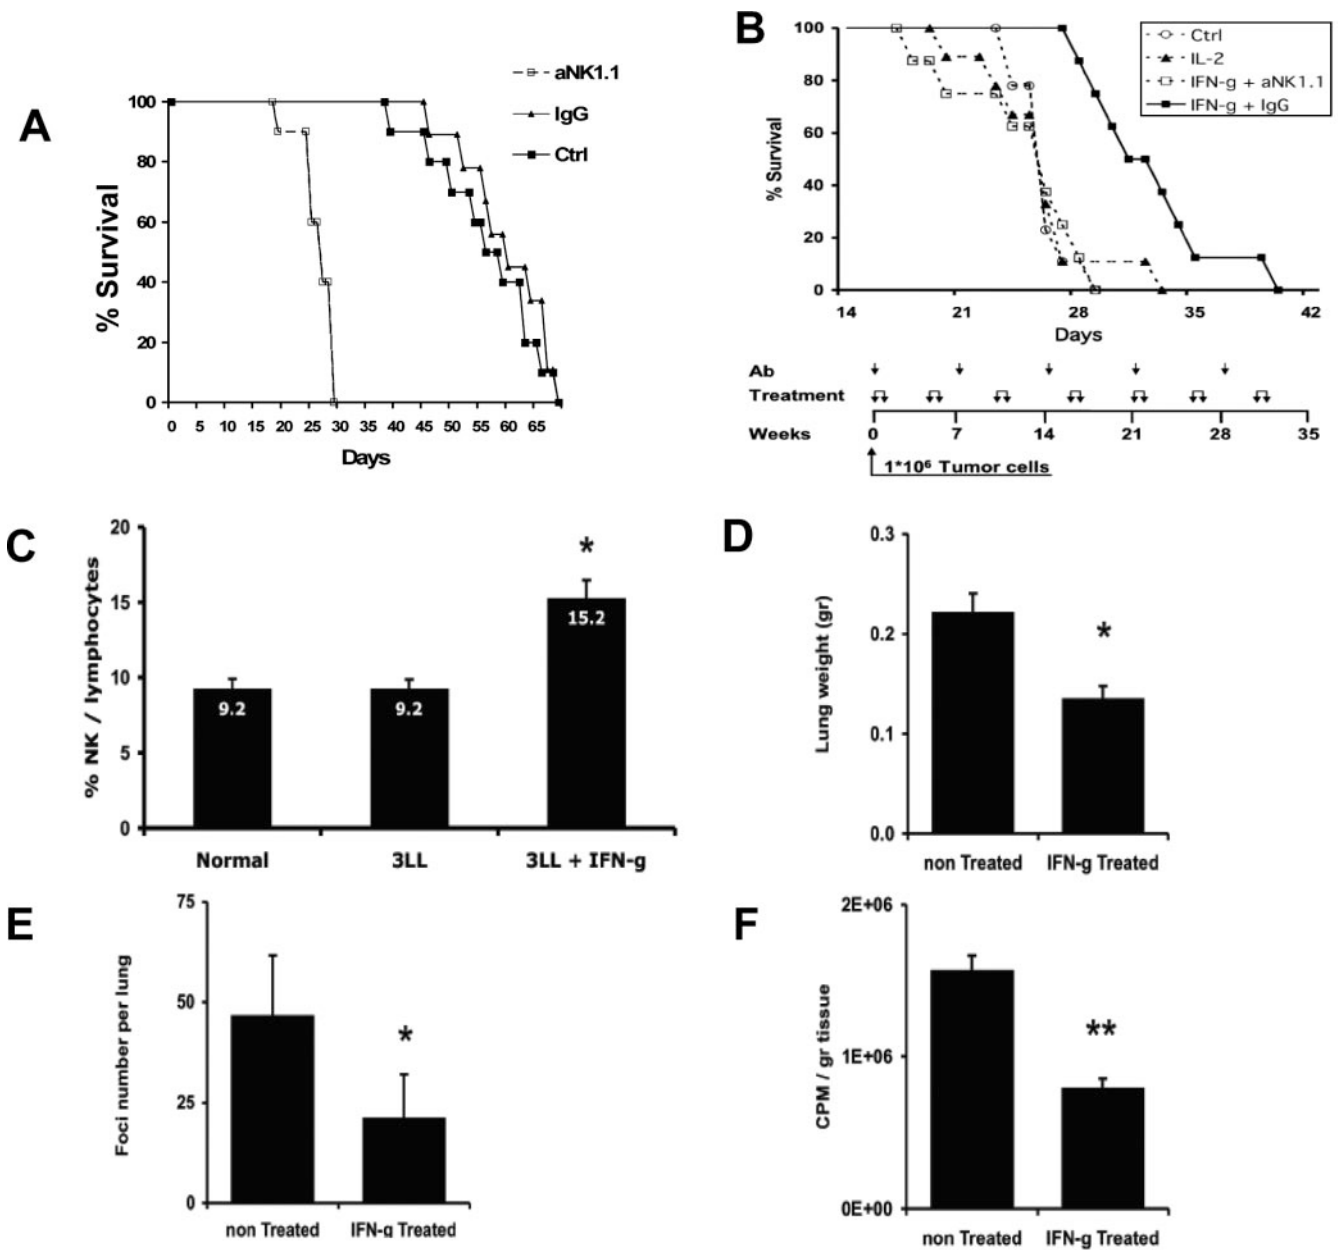 A
aNK1.1
IgG
Ctrl
100
80
60
40
20
0
% Survival
0 5 10 15 20 25 30 35 40 45 50 55 60 65
Days
B
Ctrl
IL-2
IFN-g + aNK1.1
IFN-g + IgG
100
80
60
40
20
0
% Survival
14 21 28 35 42
Days
Ab
Treatment
Weeks 0 7 14 21 28 35
1*10⁶ Tumor cells
C
20
15
10
5
0
% NK / lymphocytes
*
9.2 9.2 15.2
Normal 3LL 3LL + IFN-g
D
0.3
0.2
0.1
0.0
Lung weight (gr)
*
non Treated IFN-g Treated
E
75
50
25
0
Foci number per lung
*
non Treated IFN-g Treated
F
2E+06
1E+06
0E+00
CPM / gr tissue
**
non Treated IFN-g Treated